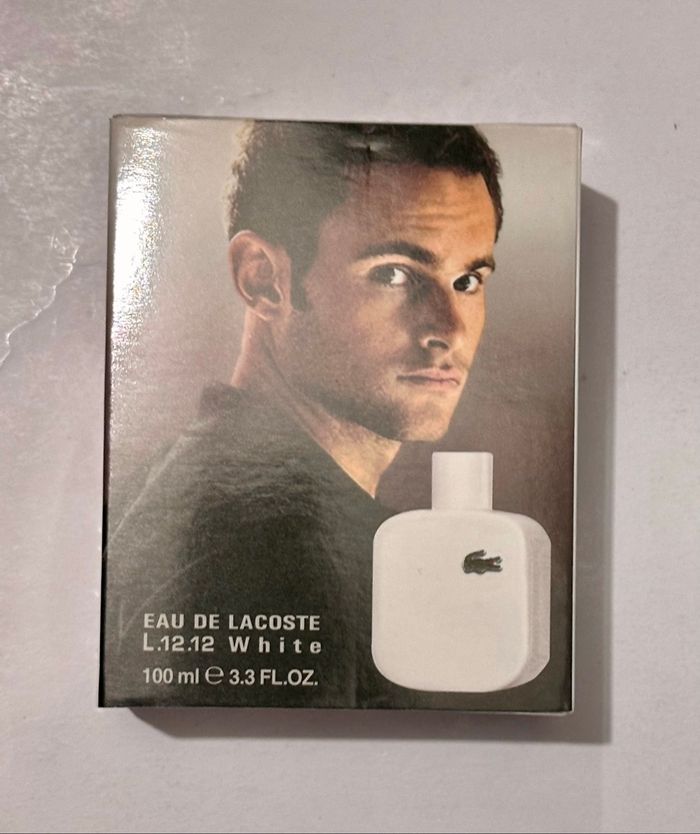 EAU DE LACOSTE
L.12.12 White
100 ml ℮ 3.3 FL.OZ.